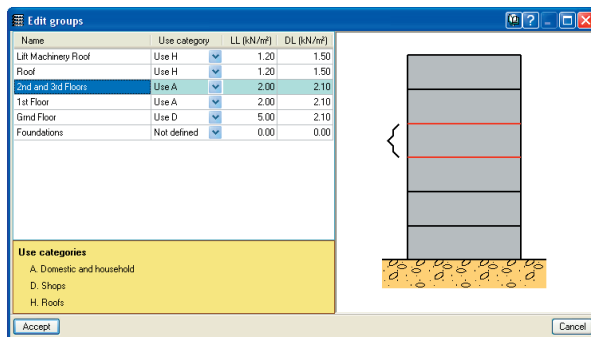 Edit groups
Name Use category LL (kN/m²) DL (kN/m²)
Lift Machinery Roof Use H 1.20 1.50
Roof Use H 1.20 1.50
2nd and 3rd Floors Use A 2.00 2.10
1st Floor Use A 2.00 2.10
Grnd Floor Use D 5.00 2.10
Foundations Not defined 0.00 0.00
Use categories
A. Domestic and household
D. Shops
H. Roofs
Accept Cancel